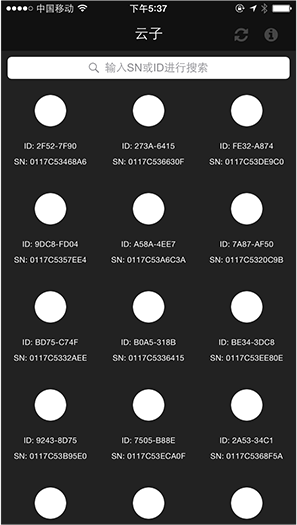 中国移动 下午5:37
云子
输入SN或ID进行搜索
ID: 2F52-7F90 ID: 273A-6415 ID: FE32-A874
SN: 0117C53468A6 SN: 0117C536630F SN: 0117C53DE9C0
ID: 9DC8-FD04 ID: A58A-4EE7 ID: 7A87-AF50
SN: 0117C5357EE4 SN: 0117C53A6C3A SN: 0117C5320C9B
ID: BD75-C74F ID: B0A5-318B ID: BE34-3DC8
SN: 0117C5332AEE SN: 0117C5336415 SN: 0117C53EE80E
ID: 9243-8D75 ID: 7505-B88E ID: 2A53-34C1
SN: 0117C53B95E0 SN: 0117C53ECA0F SN: 0117C5368F5A